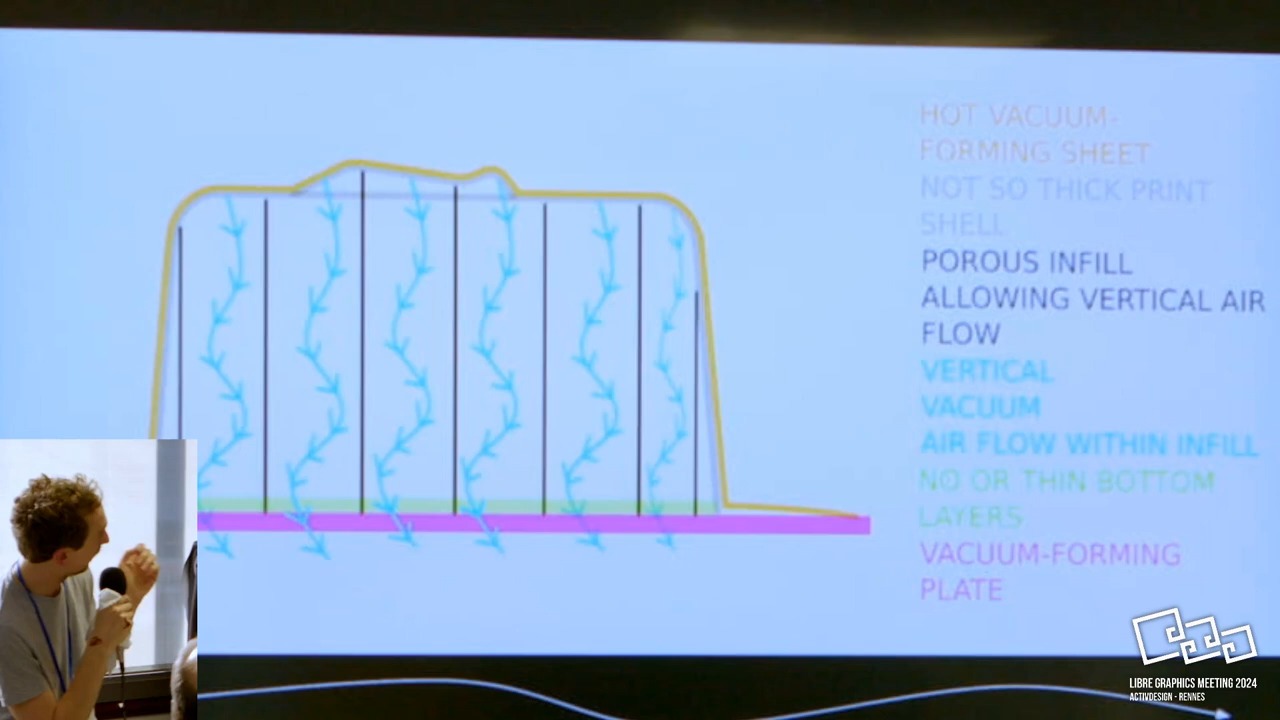 HOT VACUUM-
FORMING SHEET
NOT SO THICK PRINT
SHELL
POROUS INFILL
ALLOWING VERTICAL AIR
FLOW
VERTICAL
VACUUM
AIR FLOW WITHIN INFILL
NO OR THIN BOTTOM
LAYERS
VACUUM-FORMING
PLATE
LIBRE GRAPHICS MEETING 2024
ACTIVDESIGN - RENNES